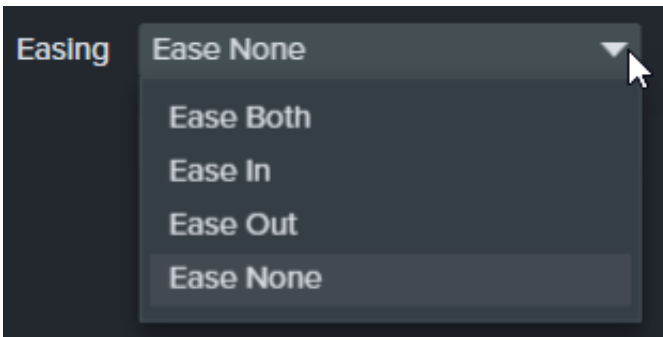 Easing Ease None
Ease Both
Ease In
Ease Out
Ease None